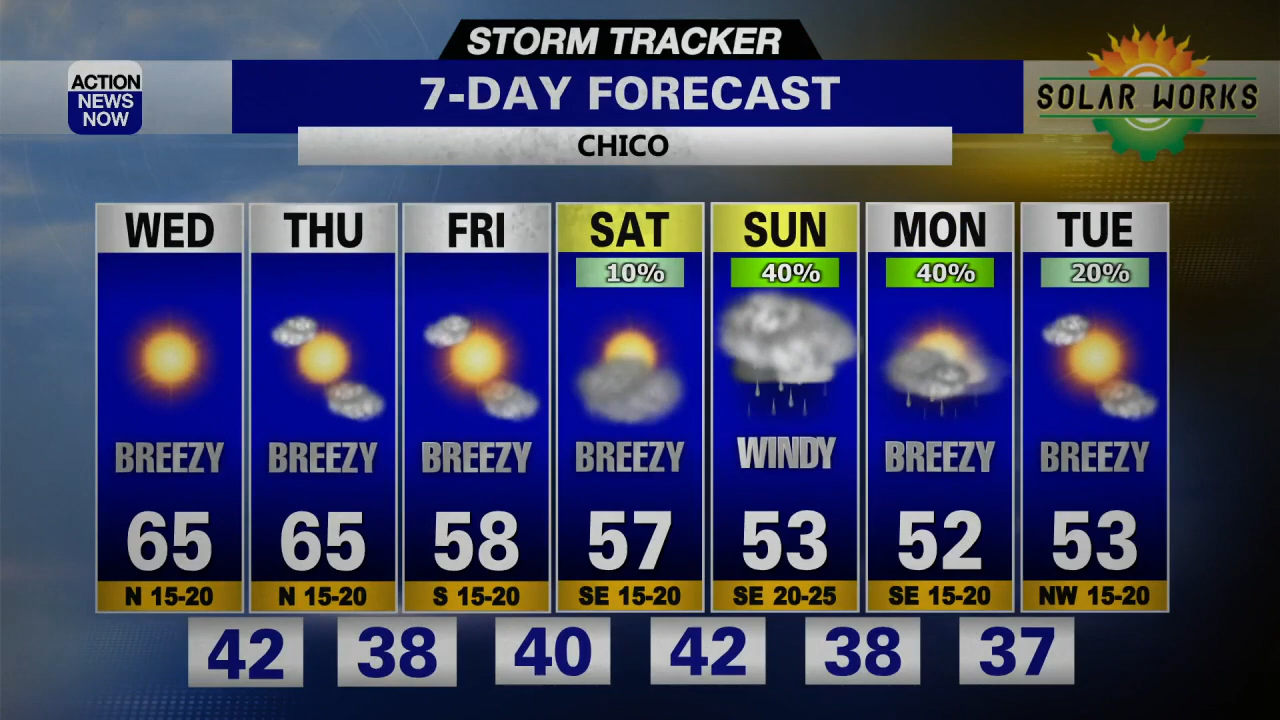 STORM TRACKER
7-DAY FORECAST
CHICO
ACTION
NEWS
NOW
SOLAR WORKS
WED THU FRI SAT SUN MON TUE
10% 40% 40% 20%
BREEZY BREEZY BREEZY BREEZY WINDY BREEZY BREEZY
65 65 58 57 53 52 53
N 15-20 N 15-20 S 15-20 SE 15-20 SE 20-25 SE 15-20 NW 15-20
42 38 40 42 38 37